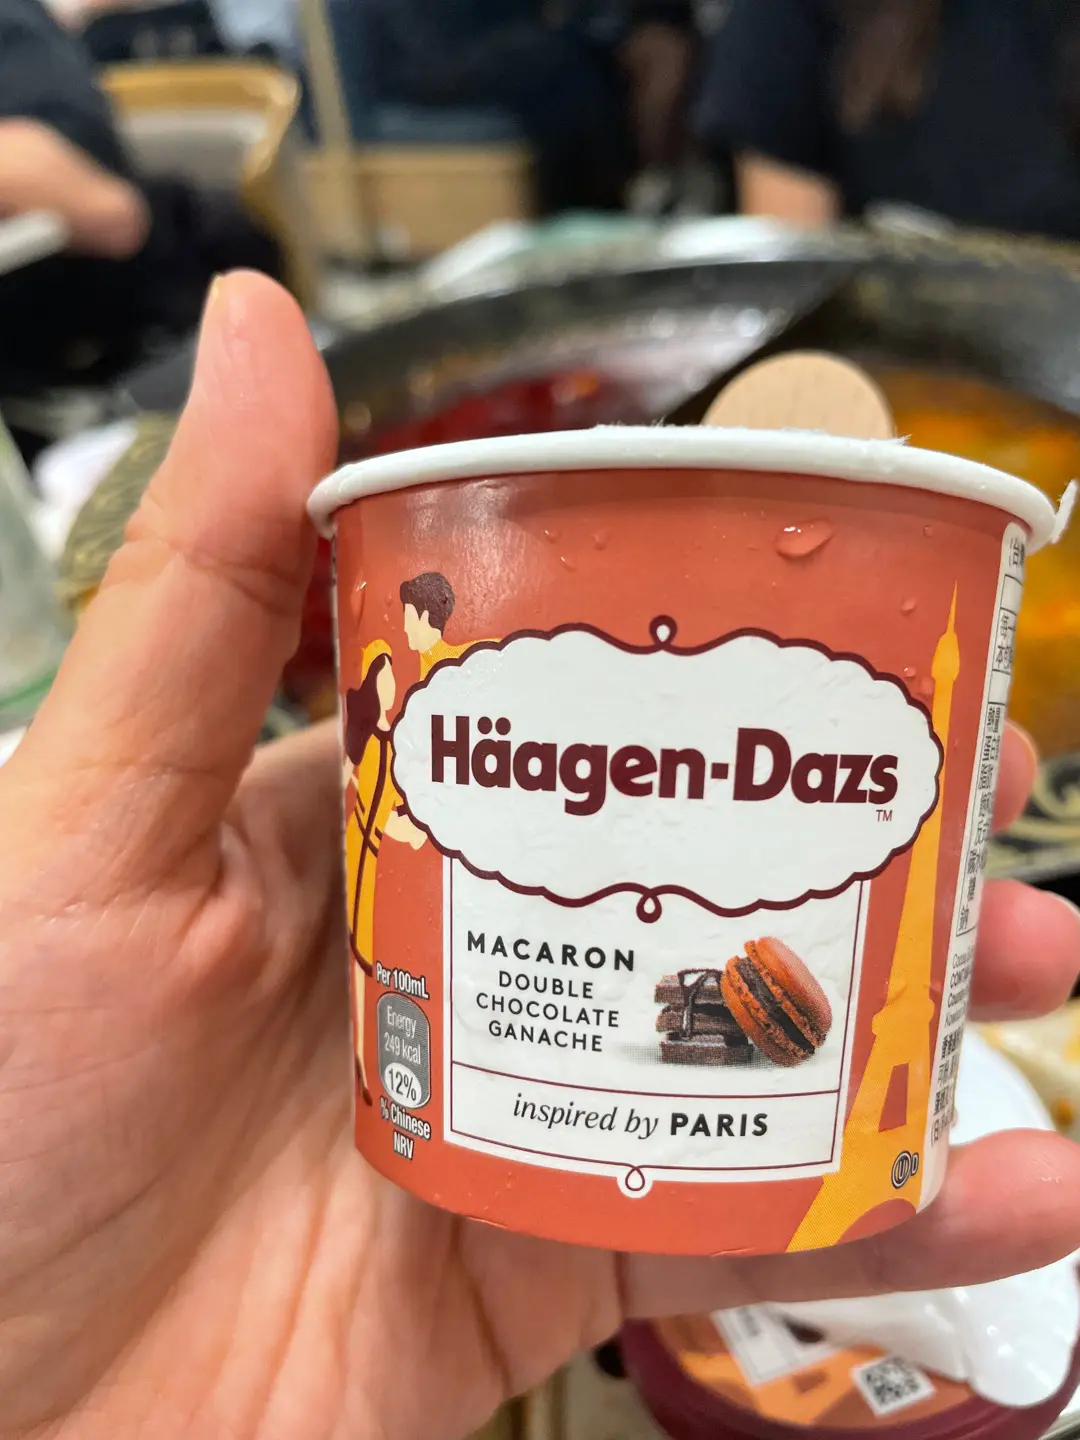 Häagen-Dazs
TM
MACARON
DOUBLE
CHOCOLATE
GANACHE
inspired by PARIS
Per 100mL
Energy
249 kcal
12%
% Chinese
NRV
U D